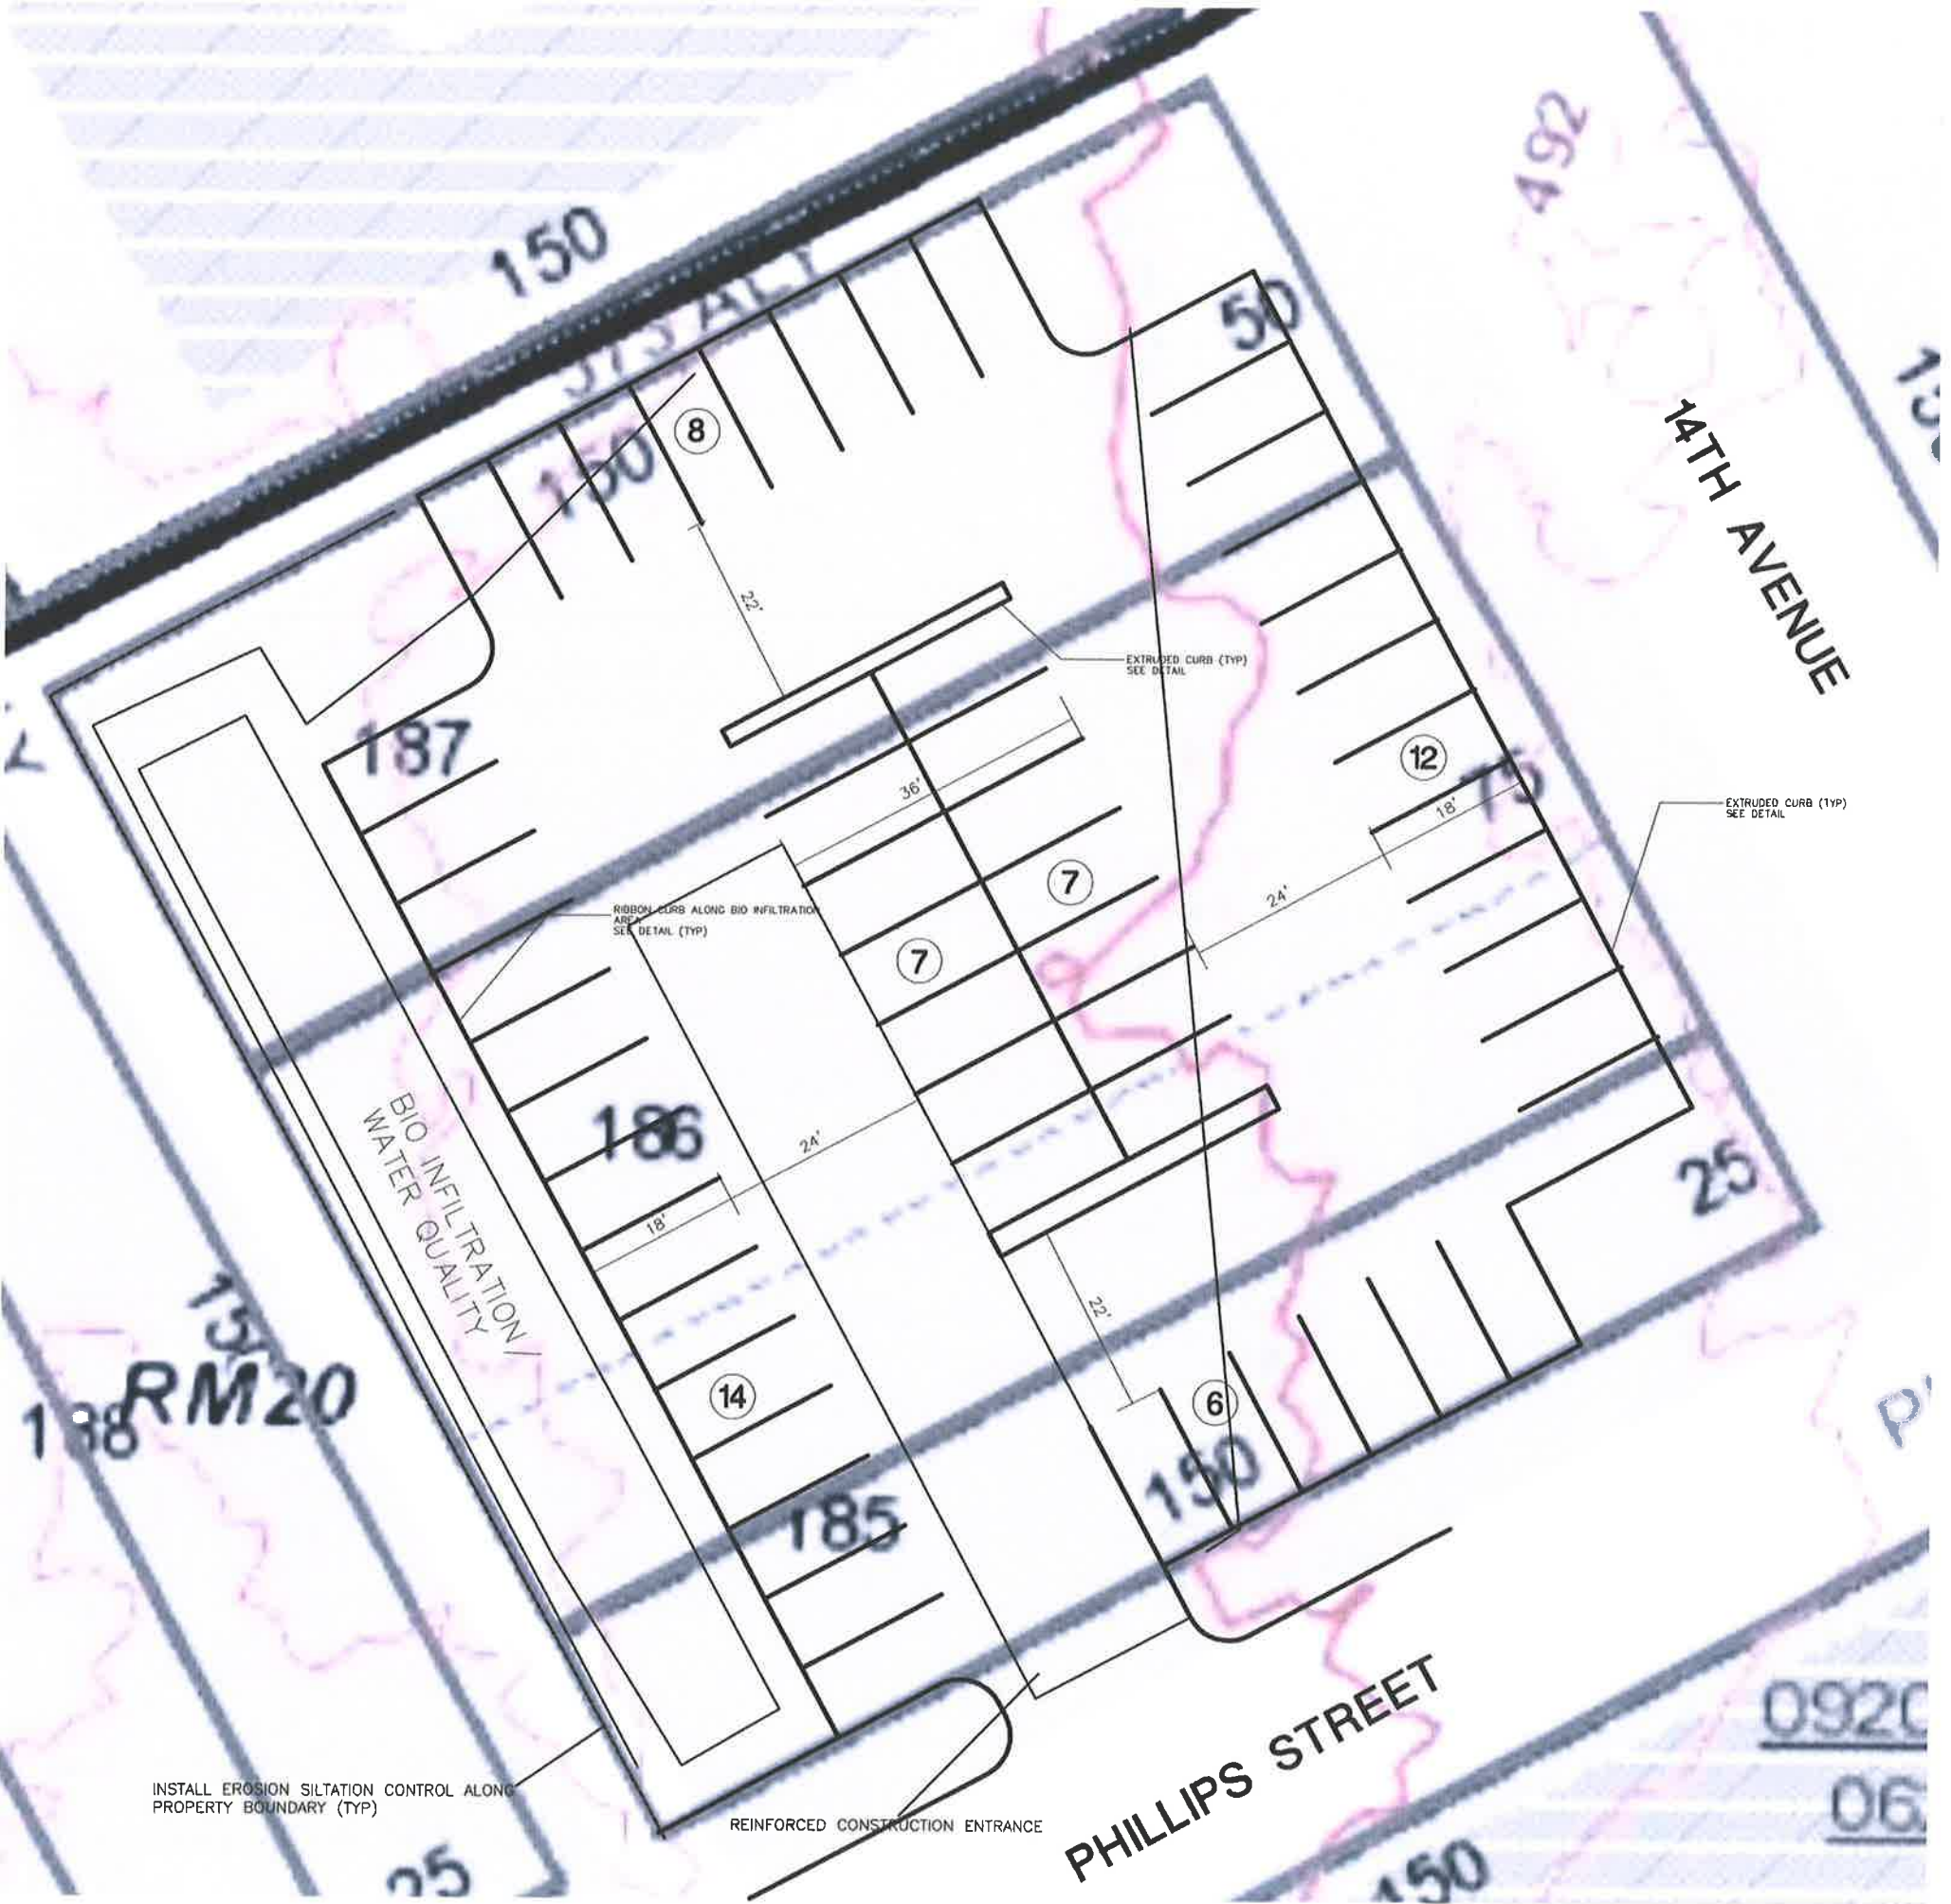 492
150
373 ALT
50
8
150
14TH AVENUE
22'
EXTRUDED CURB (TYP)
SEE DETAIL
187
12
75
36'
18'
EXTRUDED CURB (TYP)
SEE DETAIL
7
24'
RIBBON CURB ALONG BIO INFILTRATION
AREA
SEE DETAIL (TYP)
7
BIO INFILTRATION/
WATER QUALITY
186
24'
25
18'
22'
RM20
14
6
150
185
PHILLIPS STREET
INSTALL EROSION SILTATION CONTROL ALONG
PROPERTY BOUNDARY (TYP)
REINFORCED CONSTRUCTION ENTRANCE
25
150